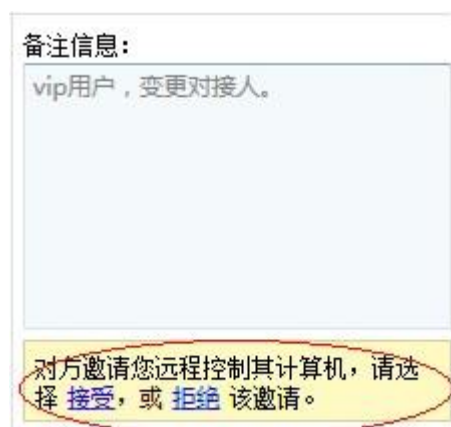 备注信息：
vip用户，变更对接人。
对方邀请您远程控制其计算机，请选
择 接受，或 拒绝 该邀请。